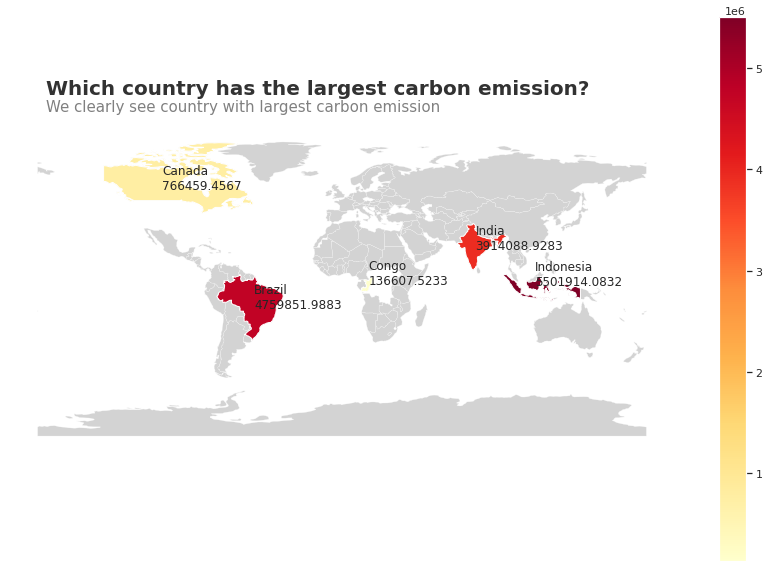 1e6
Which country has the largest carbon emission?
We clearly see country with largest carbon emission
5
Canada
766459.4567
4
India
3914088.9283
Congo
136607.5233
Indonesia
5501914.0832
3
Brazil
4759851.9883
2
1